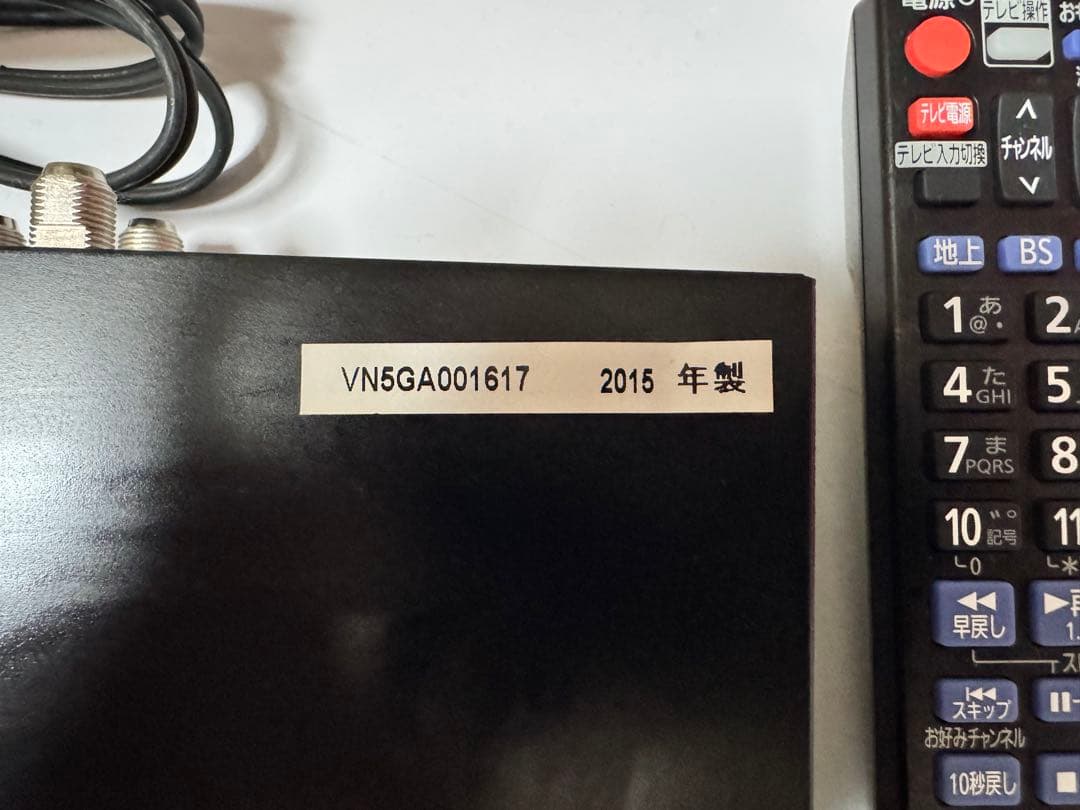 VN5GA001617 2015 年製
電源
テレビ操作
テレビ電源
テレビ入力切換
チャンネル
地上 BS
1 あ @・ 2
4 た GHI 5
7 ま PQRS 8
10 ゛゜ 記号 11
└0 └*
早戻し
1.
スキップ
お好みチャンネル
10秒戻し